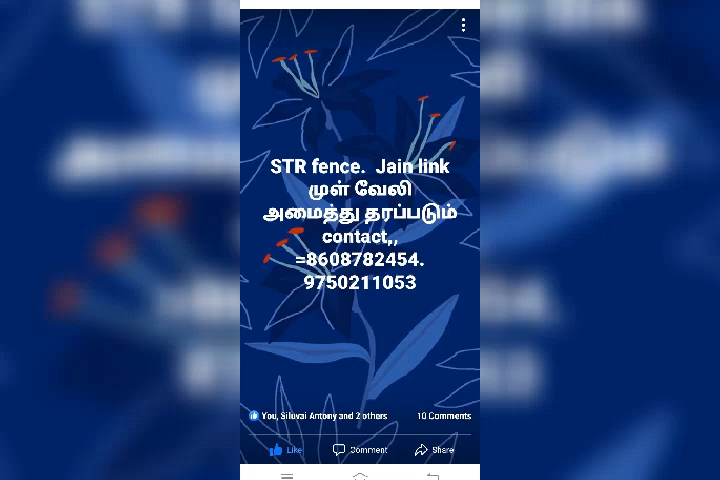 STR fence. Jain link
முள் வேலி
அமைத்து தரப்படும்
contact,,
=8608782454.
9750211053
You, Siluvai Antony and 2 others 10 Comments
Like Comment Share